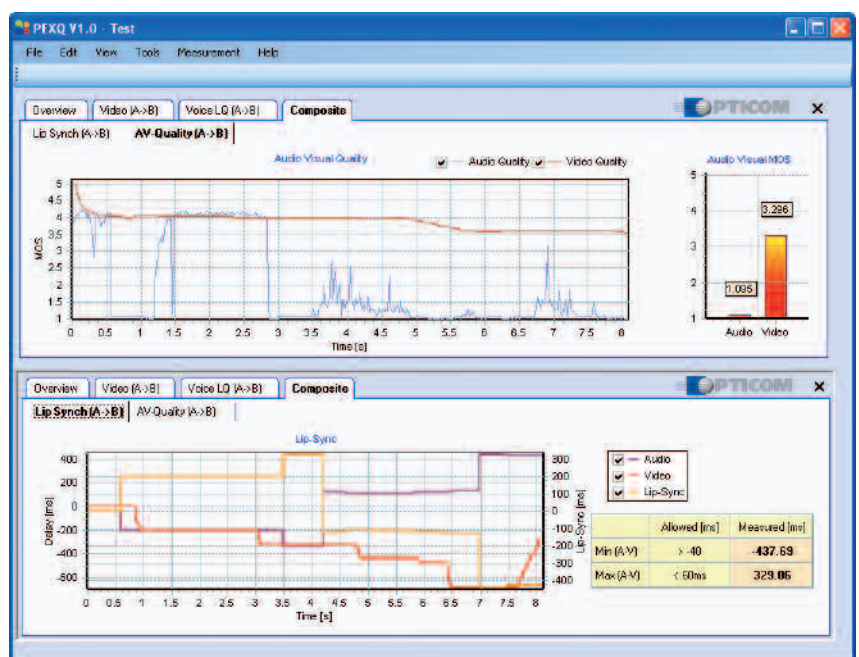 PEXQ V1.0 - Test
File Edit View Tools Measurement Help
Overview Video (A->B) Voice LQ (A->B) Composite OPTICOM
Lip Synch (A->B) AV-Quality (A->B)
Audio Visual Quality Audio Quality Video Quality Audio Visual MOS
5 4.5 4 3.5 3 2.5 2 1.5 1
MOS
0 0.5 1 1.5 2 2.5 3 3.5 4 4.5 5 5.5 6 6.5 7 7.5 8
Time [s]
5 4 3 2 1
3.296
1.095
Audio Video
Overview Video (A->B) Voice LQ (A->B) Composite OPTICOM
Lip Synch (A->B) AV-Quality (A->B)
Lip-Sync
400 200 0 -200 -400 -600
Delay [ms]
300 200 100 0 -100 -200 -300 -400
Lip-Sync [ms]
0 0.5 1 1.5 2 2.5 3 3.5 4 4.5 5 5.5 6 6.5 7 7.5 8
Time [s]
Audio
Video
Lip-Sync
Allowed [ms] Measured [ms]
Min (A-V) > -40 -437.69
Max (A-V) < 60ms 329.06